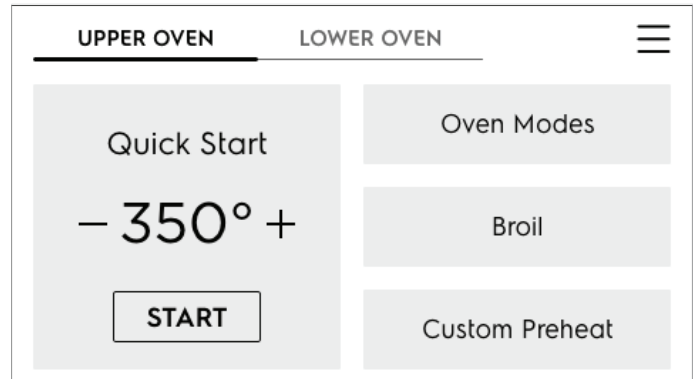 UPPER OVEN
LOWER OVEN
Quick Start
− 350° +
START
Oven Modes
Broil
Custom Preheat